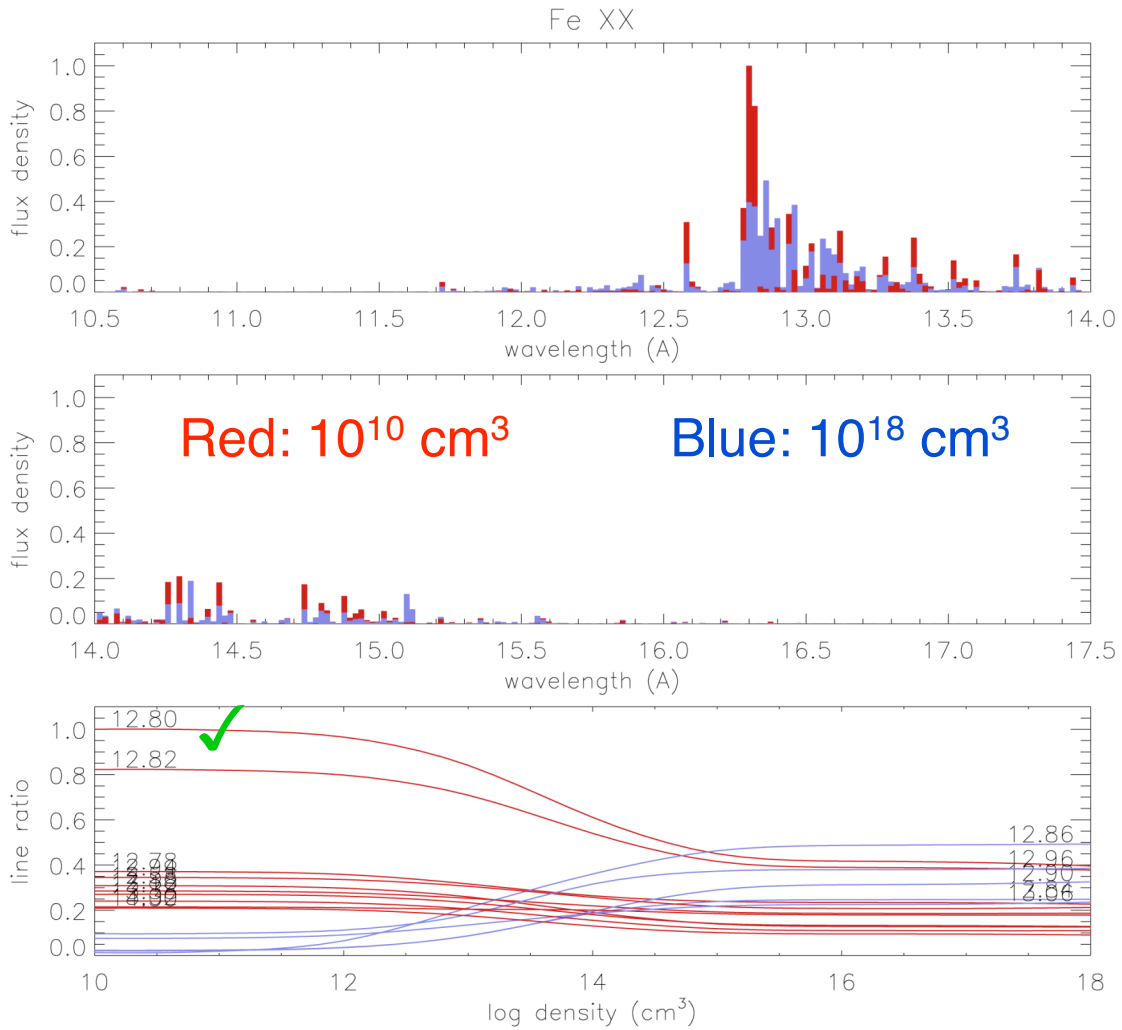 Fe XX
flux density
1.0
0.8
0.6
0.4
0.2
0.0
10.5 11.0 11.5 12.0 12.5 13.0 13.5 14.0
wavelength (A)
flux density
1.0
0.8
0.6
0.4
0.2
0.0
Red: 10¹⁰ cm³ Blue: 10¹⁸ cm³
14.0 14.5 15.0 15.5 16.0 16.5 17.0 17.5
wavelength (A)
line ratio
1.0
0.8
0.6
0.4
0.2
0.0
12.80
12.82
12.78
12.86
12.96
12.90
10 12 14 16 18
log density (cm³)